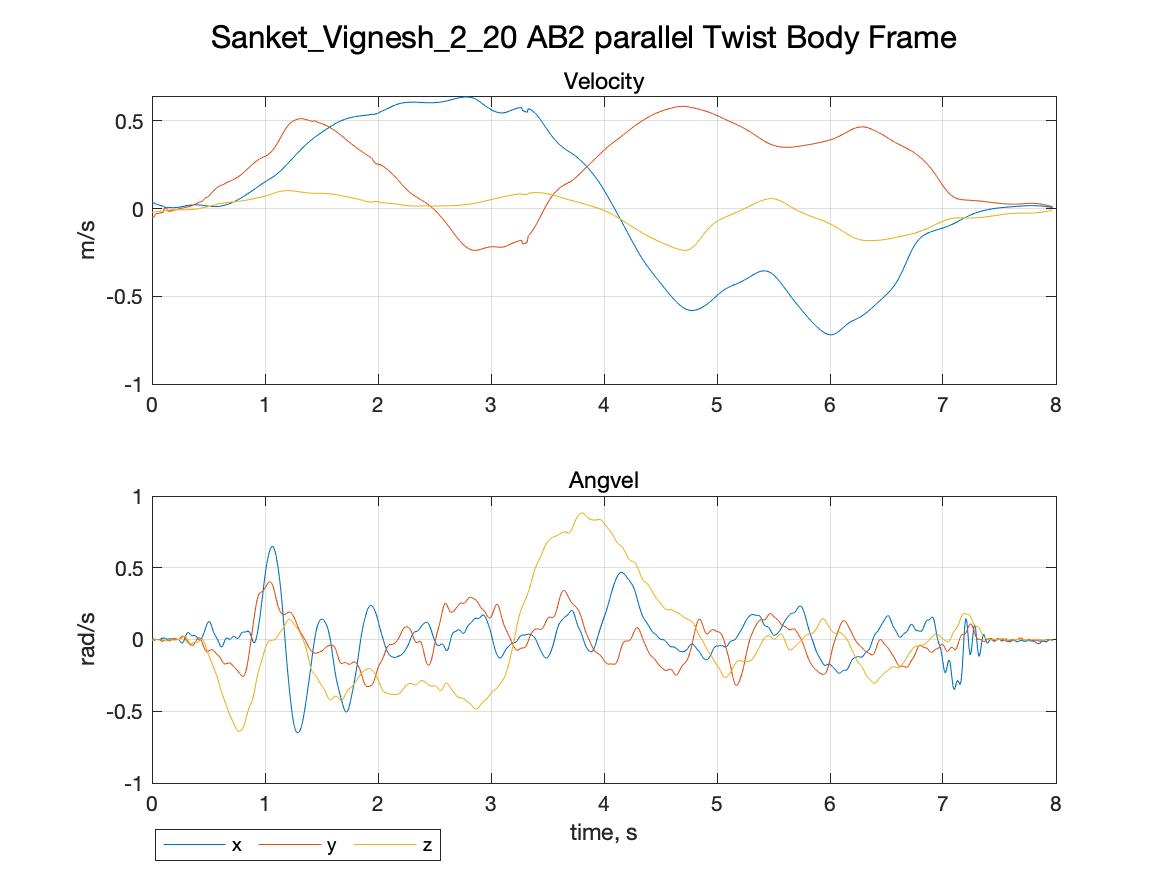 Sanket_Vignesh_2_20 AB2 parallel Twist Body Frame
Velocity
0.5
0
-0.5
-1
m/s
0 1 2 3 4 5 6 7 8
Angvel
1
0.5
0
-0.5
-1
rad/s
0 1 2 3 4 5 6 7 8
time, s
x y z